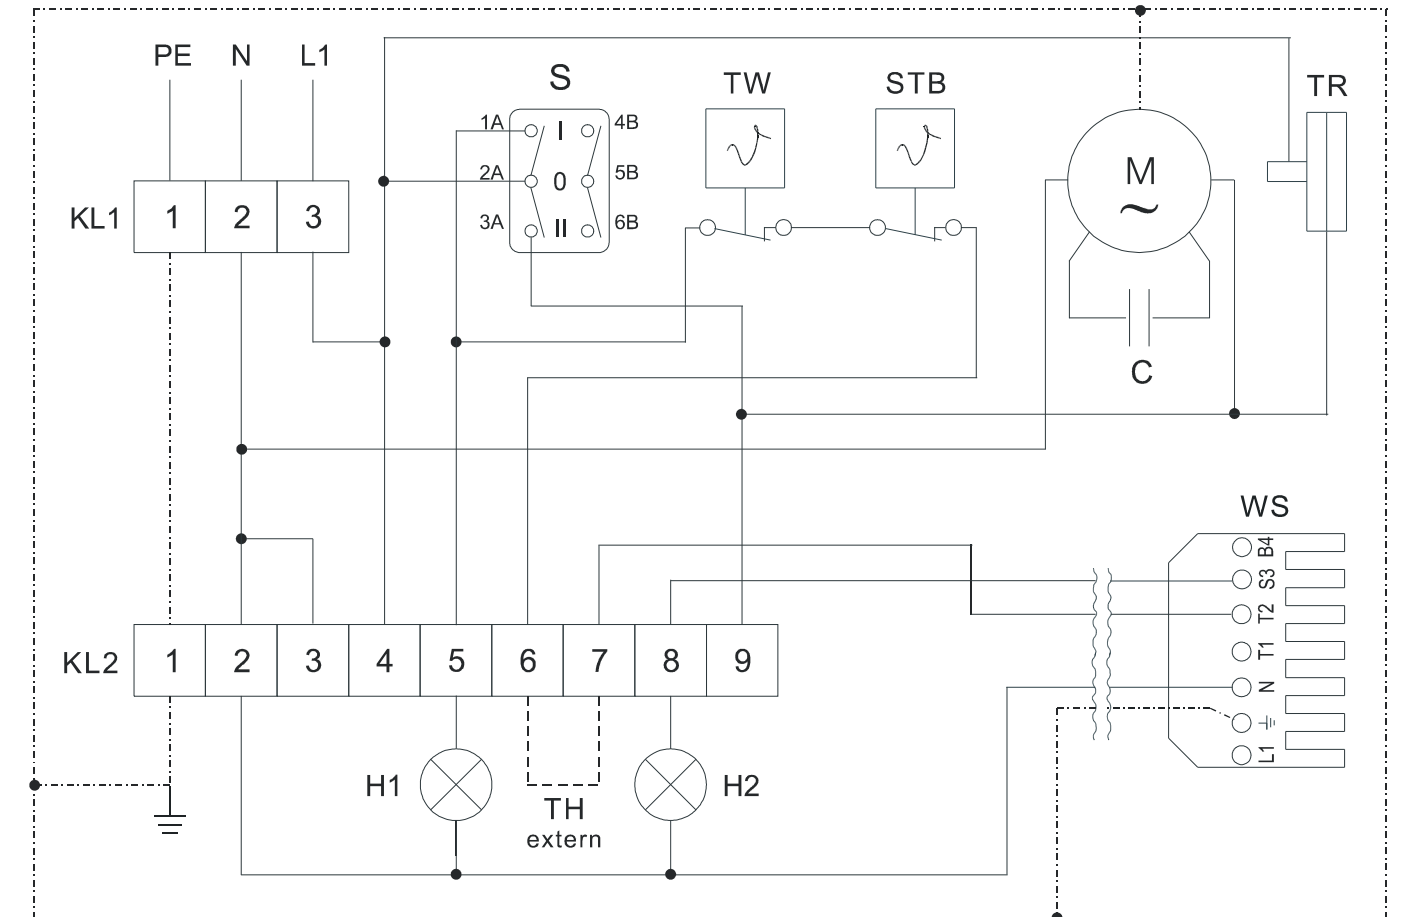 PE N L1
S
TW
STB
TR
1A I 4B
2A 0 5B
3A II 6B
M
~
KL1 1 2 3
C
WS
B4
S3
T2
T1
N
L1
KL2 1 2 3 4 5 6 7 8 9
H1
TH
extern
H2